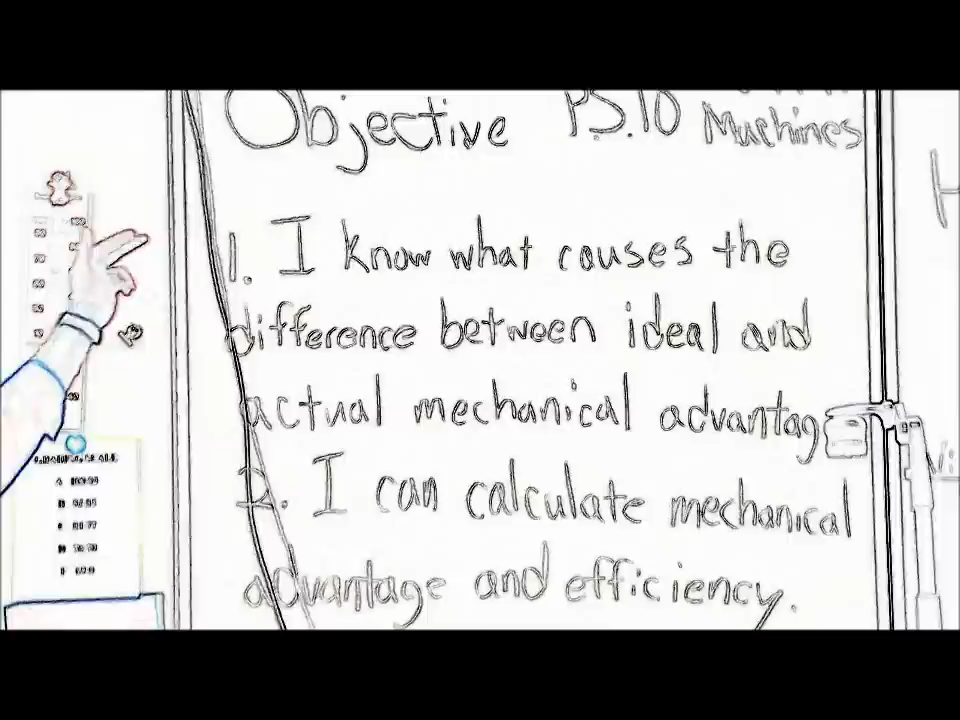 Objective PS.10
Machines
1. I know what causes the
difference between ideal and
actual mechanical advantag
2. I can calculate mechanical
advantage and efficiency.